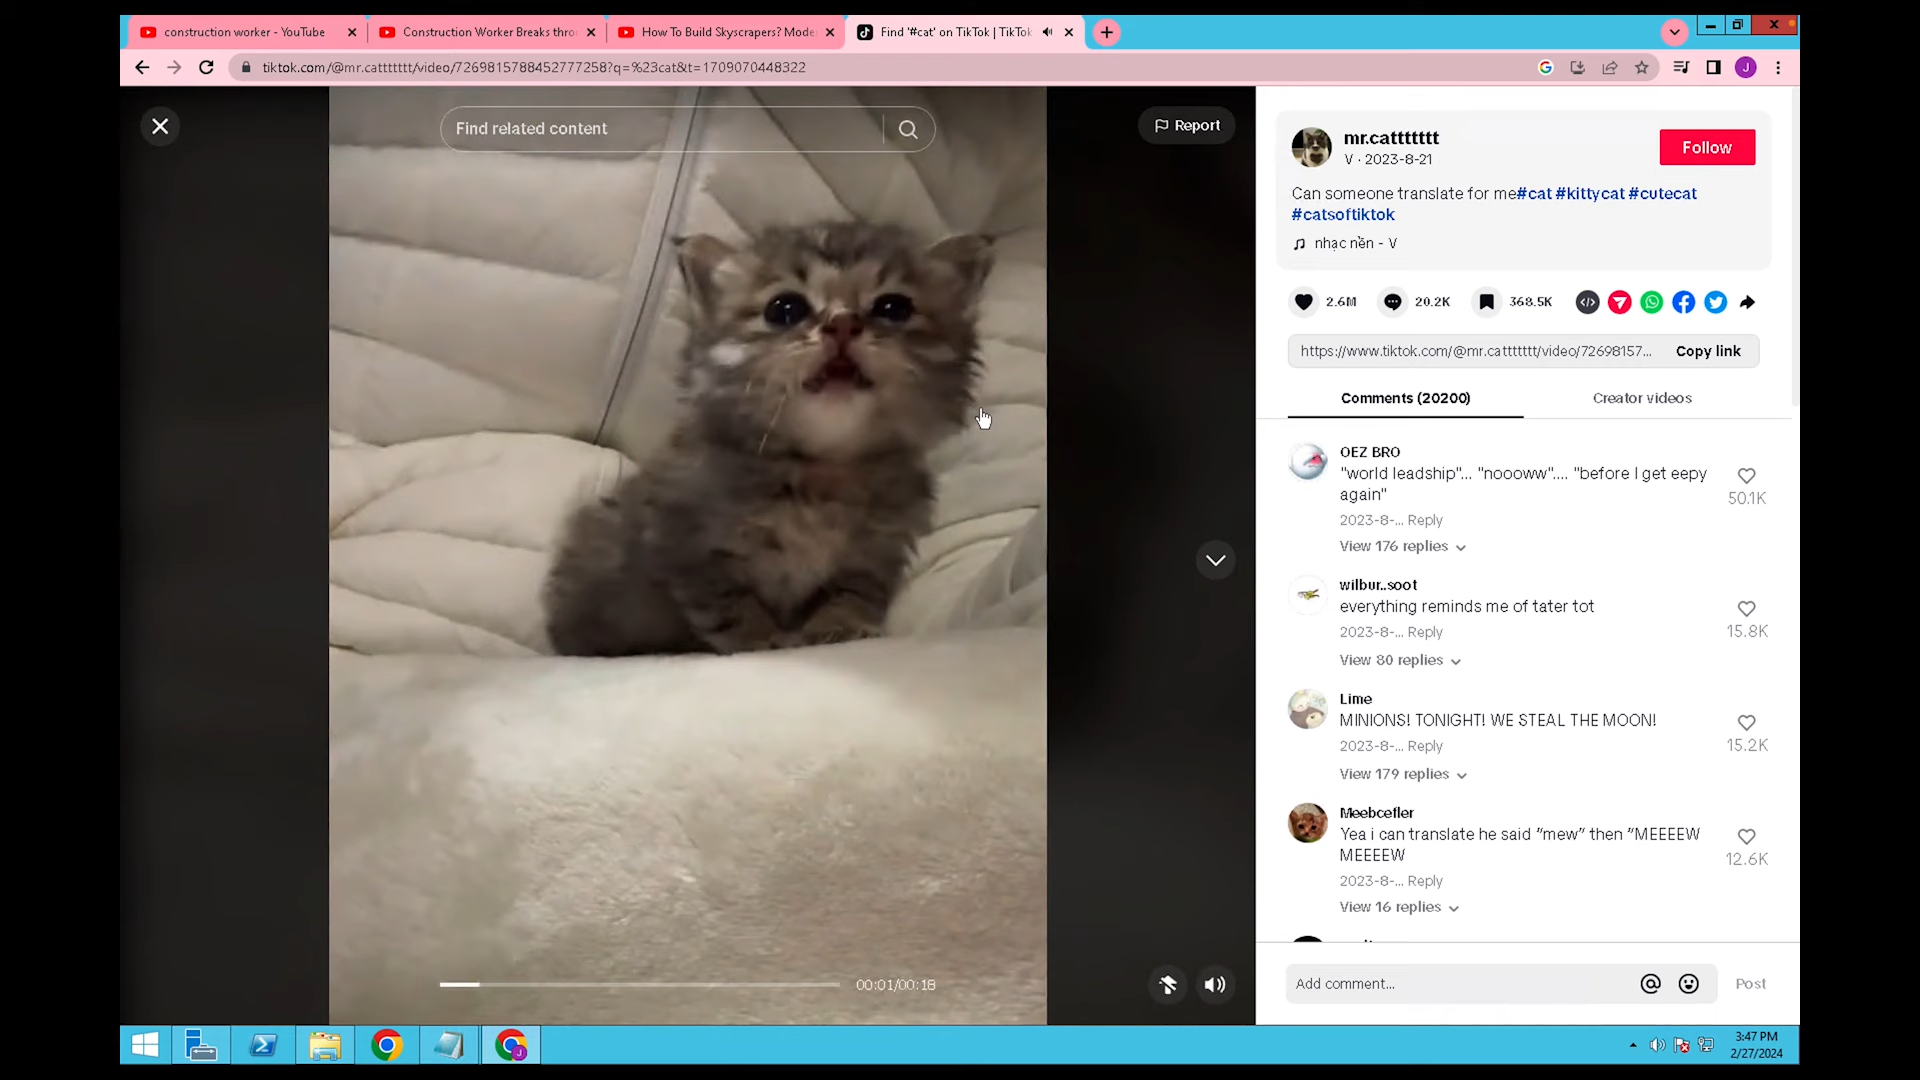 construction worker - YouTube
Construction Worker Breaks thro
How To Build Skyscrapers? Mode
Find '#cat' on TikTok | TikTok
tiktok.com/@mr.cattttttt/video/7269815788452777258?q=%23cat&t=1709070448322
J
Find related content
Report
mr.cattttttt
V · 2023-8-21
Follow
Can someone translate for me#cat #kittycat #cutecat
#catsoftiktok
nhạc nền - V
2.6M
20.2K
368.5K
https://www.tiktok.com/@mr.cattttttt/video/72698157...
Copy link
Comments (20200)
Creator videos
OEZ BRO
"world leadship"... "noooww".... "before I get eepy
again"
50.1K
2023-8-... Reply
View 176 replies
wilbur..soot
everything reminds me of tater tot
15.8K
2023-8-... Reply
View 80 replies
Lime
MINIONS! TONIGHT! WE STEAL THE MOON!
15.2K
2023-8-... Reply
View 179 replies
Meebcefler
Yea i can translate he said "mew" then "MEEEEW
MEEEEW
12.6K
2023-8-... Reply
View 16 replies
00:01/00:18
Add comment...
Post
3:47 PM
2/27/2024